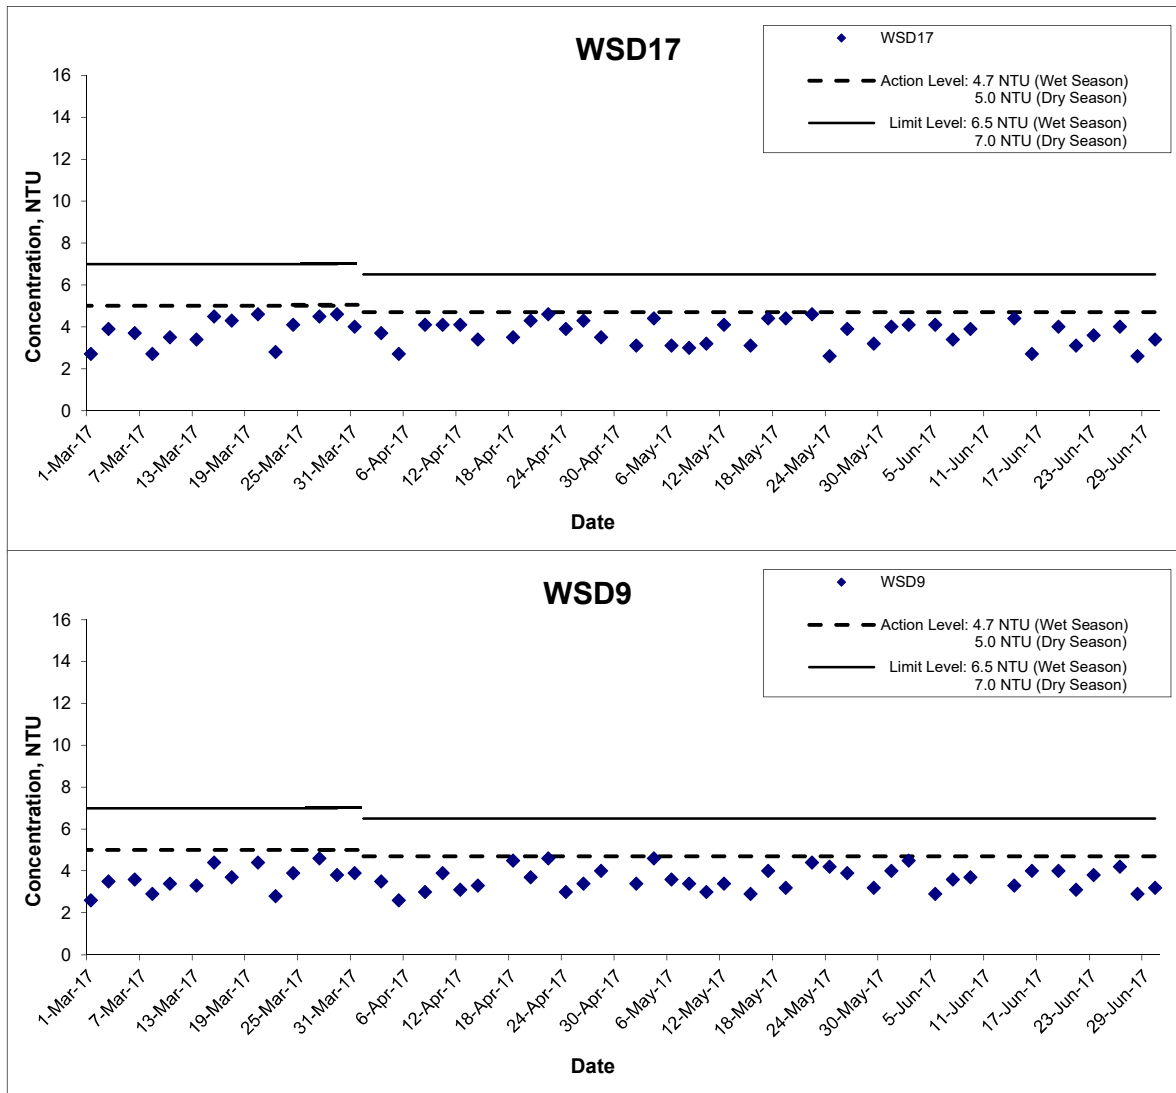 WSD17
WSD17
Action Level: 4.7 NTU (Wet Season)
5.0 NTU (Dry Season)
Limit Level: 6.5 NTU (Wet Season)
7.0 NTU (Dry Season)
Concentration, NTU
16
14
12
10
8
6
4
2
0
1-Mar-17
7-Mar-17
13-Mar-17
19-Mar-17
25-Mar-17
31-Mar-17
6-Apr-17
12-Apr-17
18-Apr-17
24-Apr-17
30-Apr-17
6-May-17
12-May-17
18-May-17
24-May-17
30-May-17
5-Jun-17
11-Jun-17
17-Jun-17
23-Jun-17
29-Jun-17
Date
WSD9
WSD9
Action Level: 4.7 NTU (Wet Season)
5.0 NTU (Dry Season)
Limit Level: 6.5 NTU (Wet Season)
7.0 NTU (Dry Season)
Concentration, NTU
16
14
12
10
8
6
4
2
0
1-Mar-17
7-Mar-17
13-Mar-17
19-Mar-17
25-Mar-17
31-Mar-17
6-Apr-17
12-Apr-17
18-Apr-17
24-Apr-17
30-Apr-17
6-May-17
12-May-17
18-May-17
24-May-17
30-May-17
5-Jun-17
11-Jun-17
17-Jun-17
23-Jun-17
29-Jun-17
Date